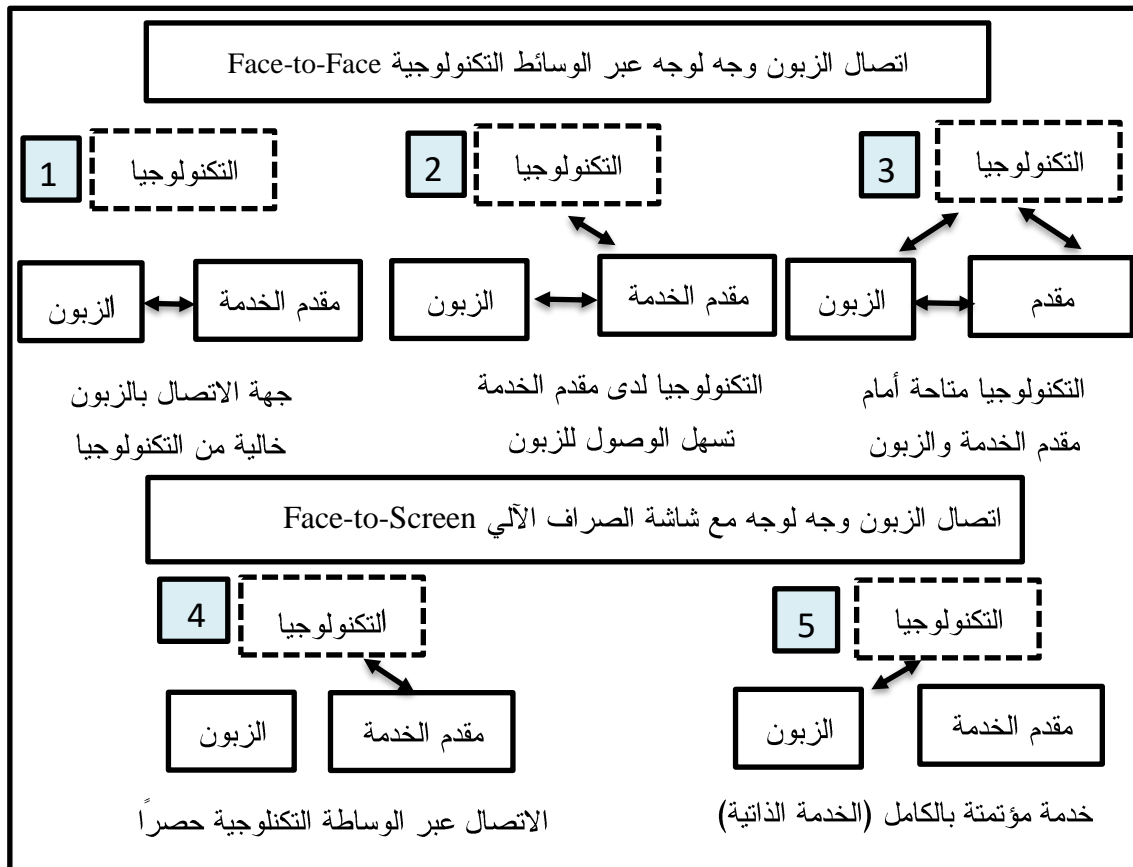 اتصال الزبون وجه لوجه عبر الوسائط التكنولوجية Face-to-Face
1
التكنولوجيا
الزبون
مقدم الخدمة
جهة الاتصال بالزبون
خالية من التكنولوجيا
2
التكنولوجيا
الزبون
مقدم الخدمة
التكنولوجيا لدى مقدم الخدمة
تسهل الوصول للزبون
3
التكنولوجيا
الزبون
مقدم
التكنولوجيا متاحة أمام
مقدم الخدمة والزبون
اتصال الزبون وجه لوجه مع شاشة الصراف الآلي Face-to-Screen
4
التكنولوجيا
الزبون
مقدم الخدمة
الاتصال عبر الوساطة التكنلوجية حصراً
5
التكنولوجيا
الزبون
مقدم الخدمة
خدمة مؤتمتة بالكامل (الخدمة الذاتية)